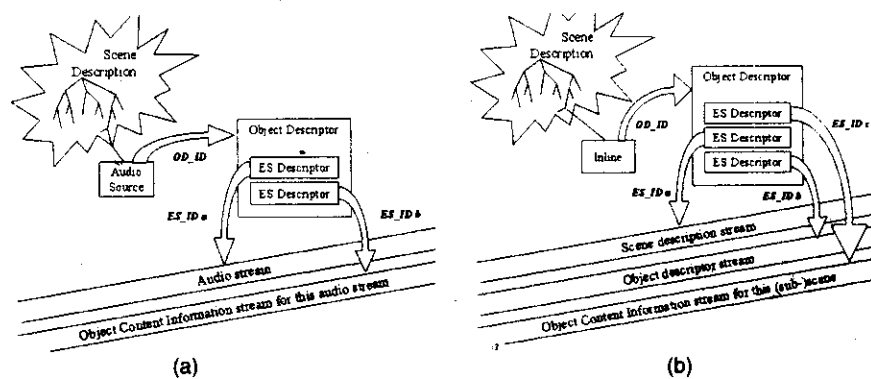 Scene
Description
Audio
Source
OD_ID
Object Descriptor
ES Descriptor
ES Descriptor
ES_ID a
ES_ID b
Audio stream
Object Content Information stream for this audio stream
(a)
Scene
Description
Inline
OD_ID
Object Descriptor
ES Descriptor
ES Descriptor
ES Descriptor
ES_ID c
ES_ID a
ES_ID b
Scene description stream
Object descriptor stream
Object Content Information stream for this (sub-)scene
(b)